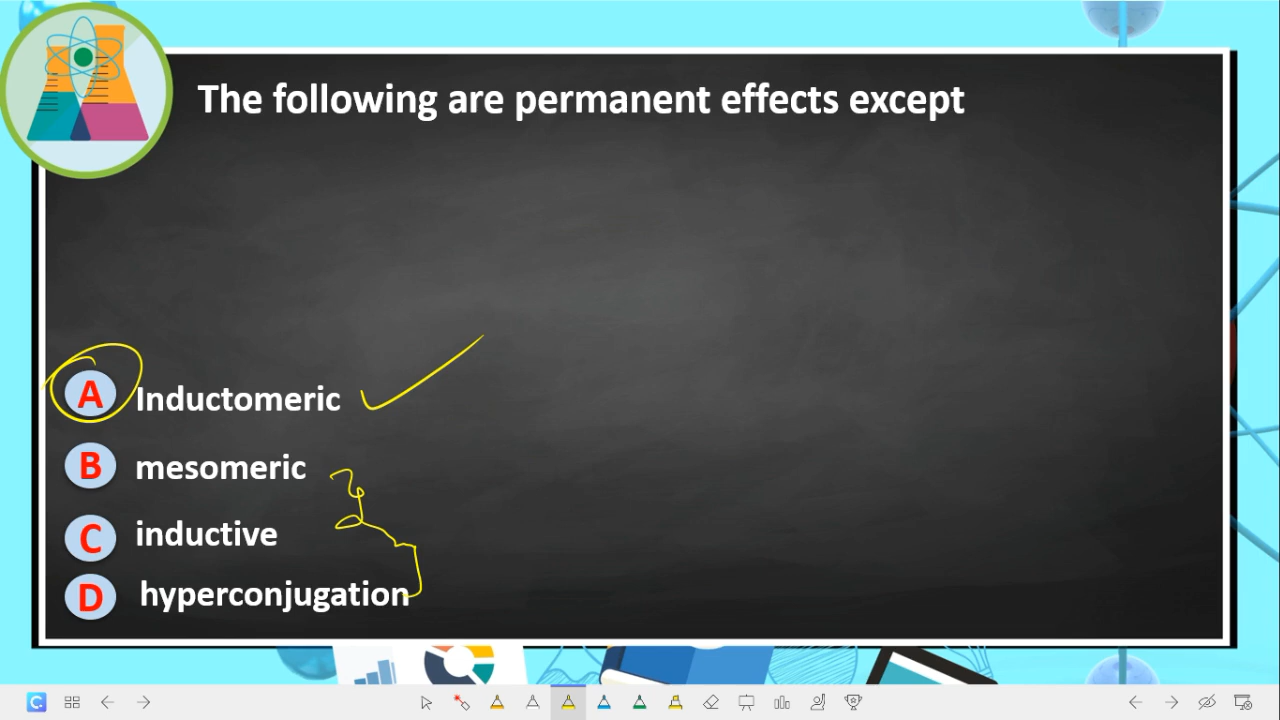 The following are permanent effects except
A Inductomeric
B mesomeric
C inductive
D hyperconjugation